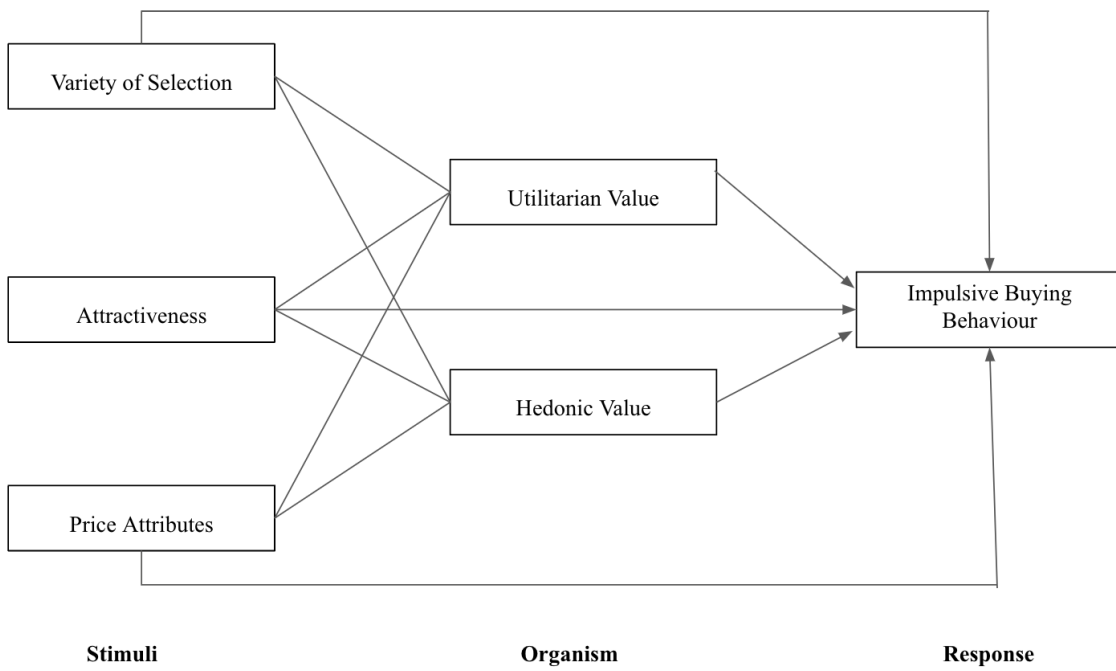 Variety of Selection
Utilitarian Value
Impulsive Buying
Behaviour
Attractiveness
Hedonic Value
Price Attributes
Stimuli
Organism
Response